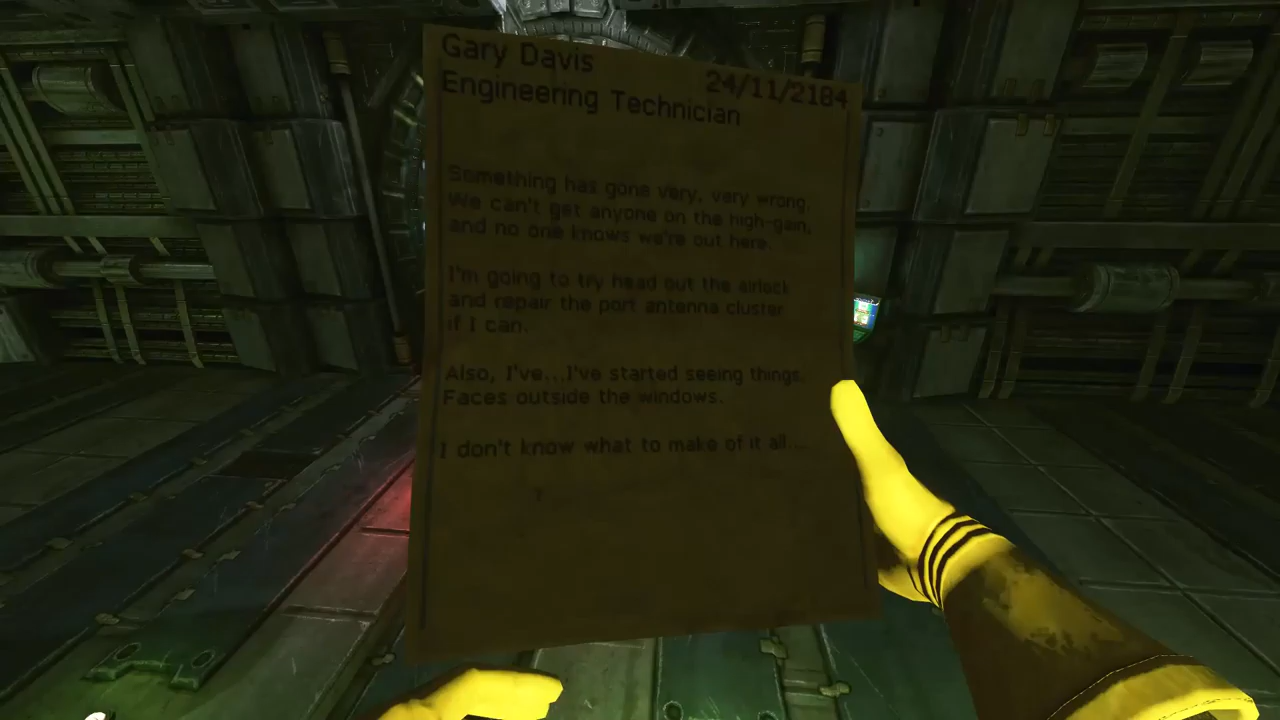 Gary Davis
24/11/2184
Engineering Technician
Something has gone very, very wrong.
We can't get anyone on the high-gain,
and no one knows we're out here.
I'm going to try head out the airlock
and repair the port antenna cluster
if I can.
Also, I've...I've started seeing things.
Faces outside the windows.
I don't know what to make of it all...